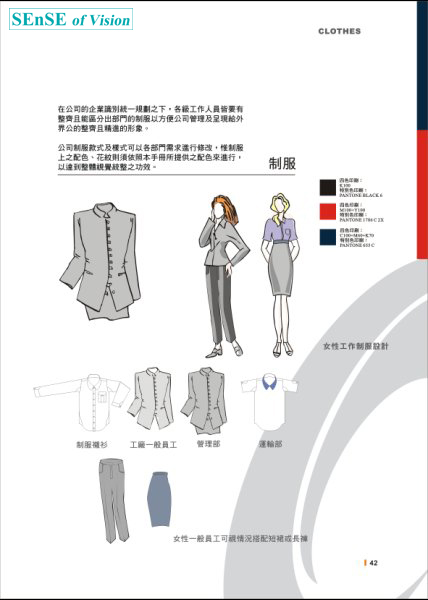 SEnSE of Vision
CLOTHES
在公司的企業識別統一規劃之下，各級工作人員皆要有
整齊且能區分出部門的制服以方便公司管理及呈現給外
界公的整齊且精進的形象。
公司制服款式及樣式可以各部門需求進行修改，惟制服
上之配色、花紋則須依照本手冊所提供之配色來進行，
以達到整體視覺統整之功效。
制服
四色印刷：
K100
特別色印刷：
PANTONE BLACK 6
四色印刷：
M100+Y100
特別色印刷：
PANTONE 1788 C 2X
四色印刷：
C100+M60+K70
特別色印刷：
PANTONE 655 C
女性工作制服設計
制服襯衫
工廠一般員工
管理部
運輸部
女性一般員工可視情況搭配短裙或長褲
42